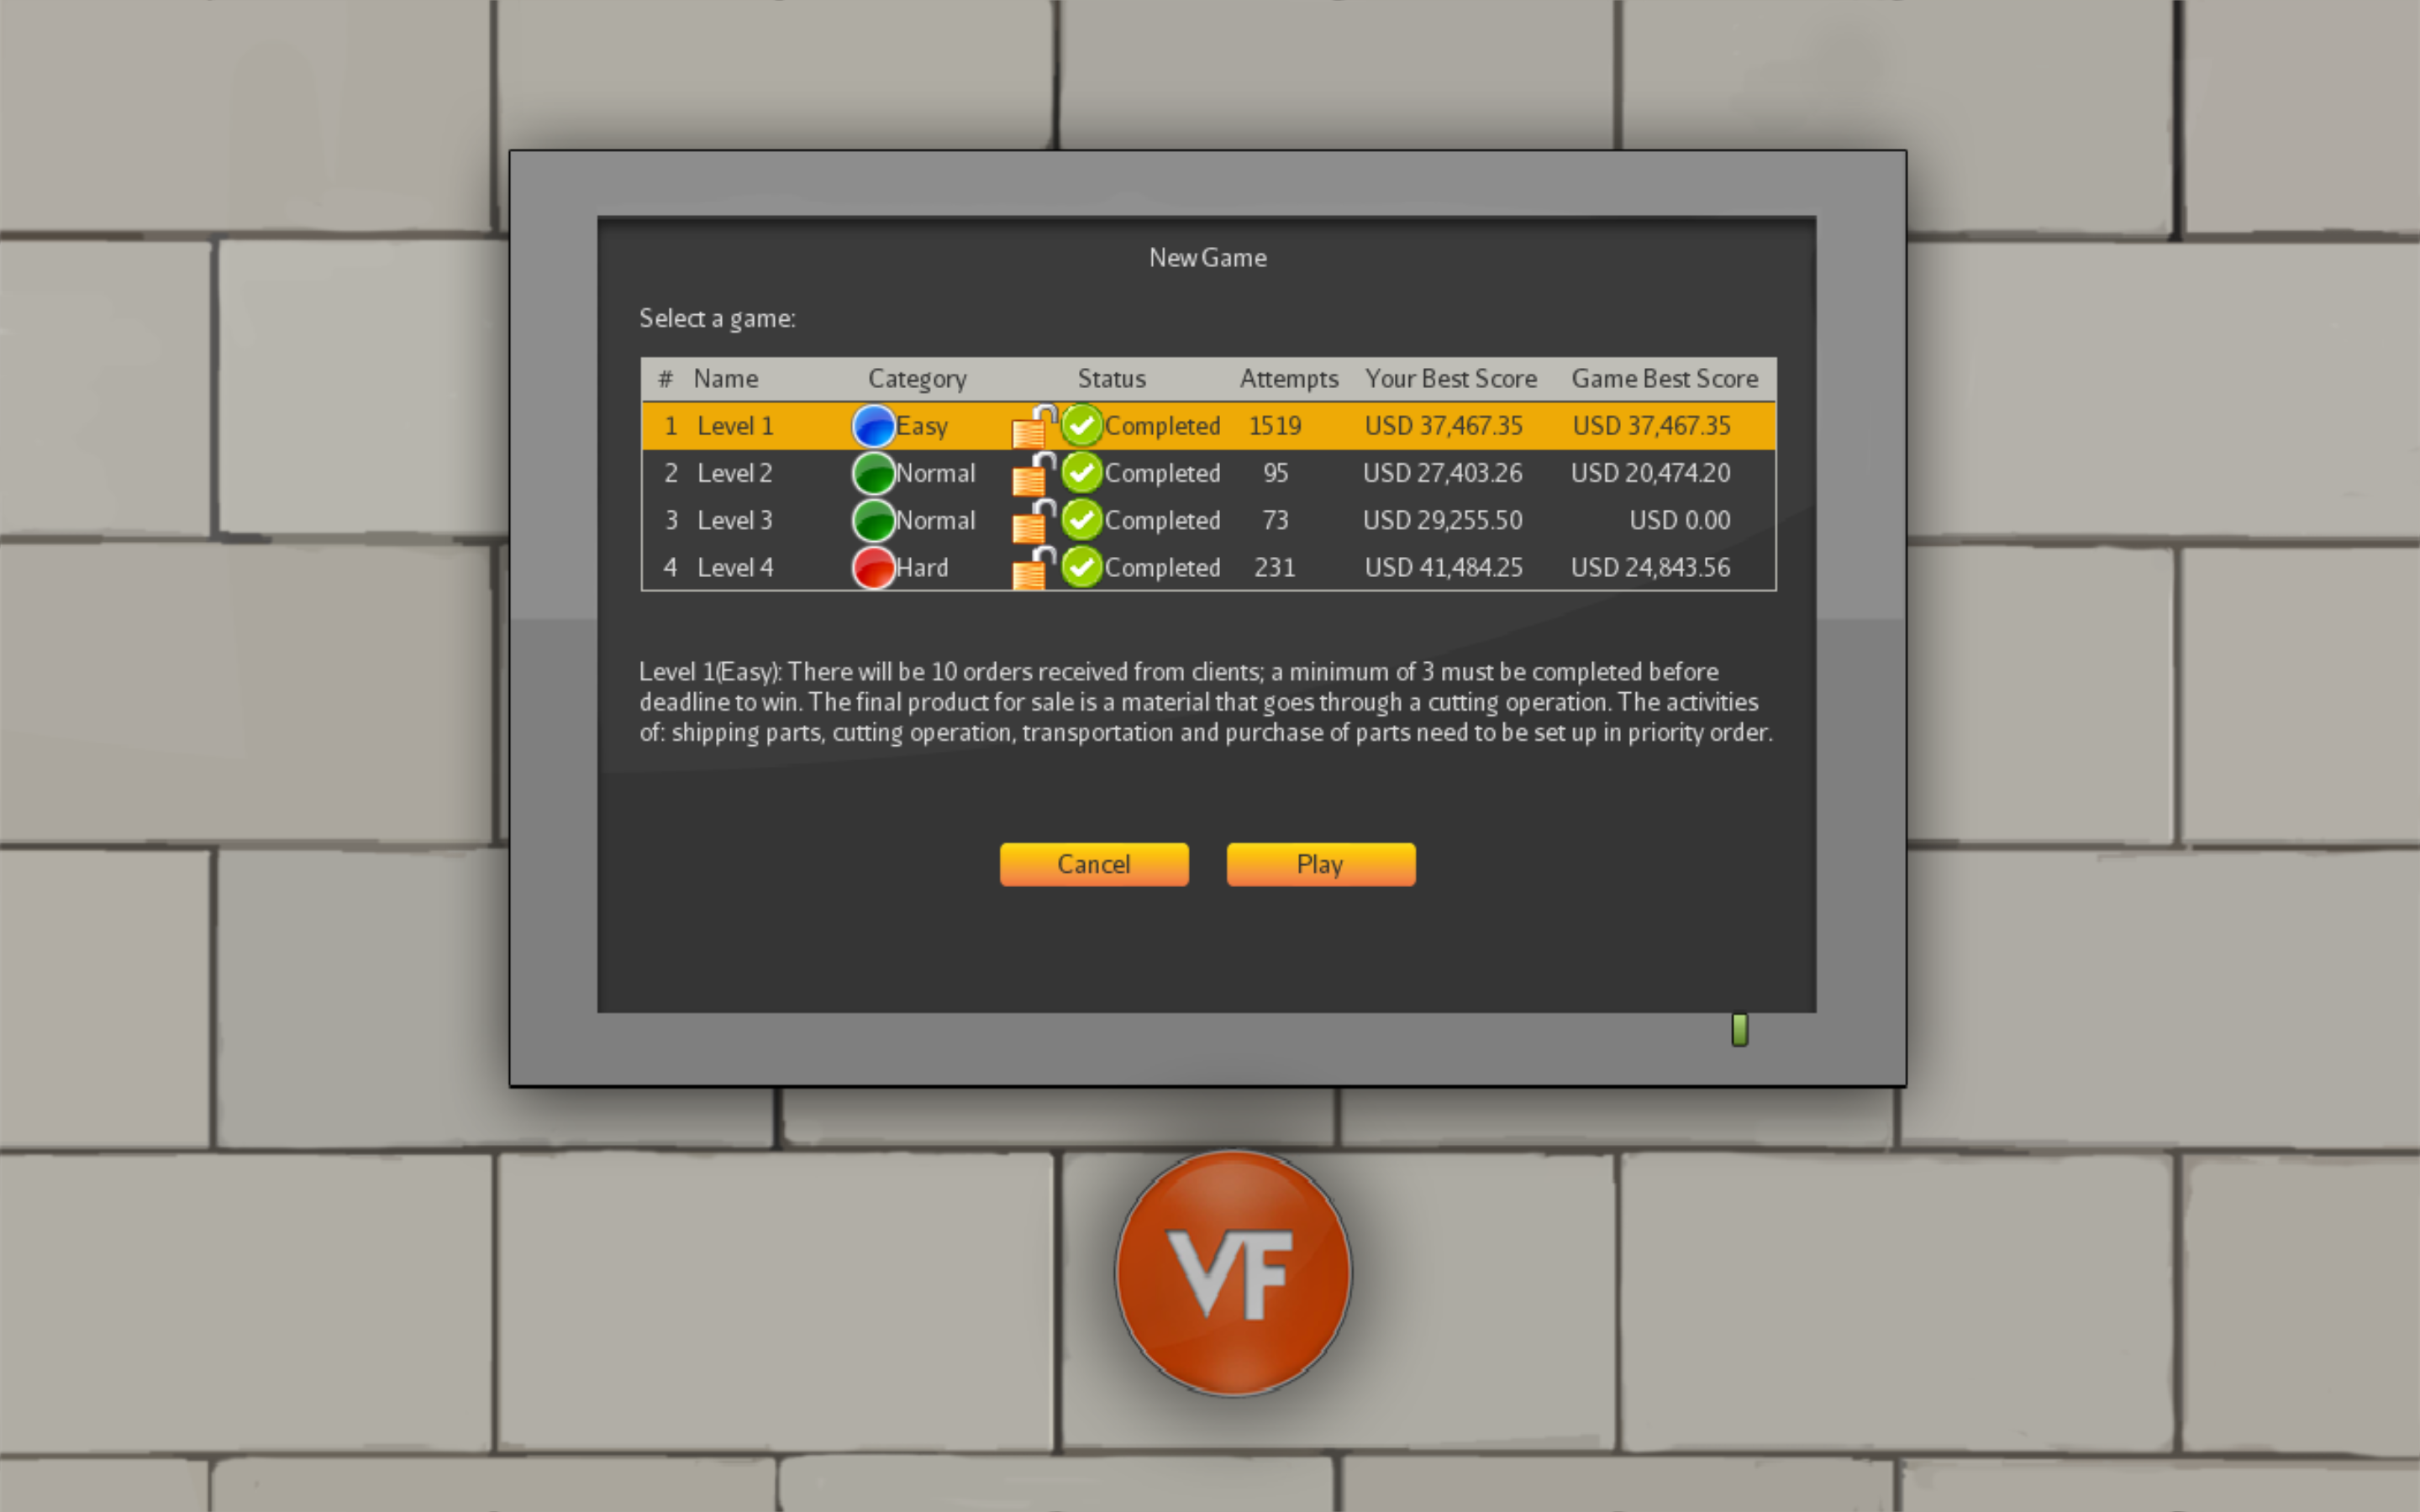 New Game
Select a game:
# Name Category Status Attempts Your Best Score Game Best Score
1 Level 1 Easy Completed 1519 USD 37,467.35 USD 37,467.35
2 Level 2 Normal Completed 95 USD 27,403.26 USD 20,474.20
3 Level 3 Normal Completed 73 USD 29,255.50 USD 0.00
4 Level 4 Hard Completed 231 USD 41,484.25 USD 24,843.56
Level 1(Easy): There will be 10 orders received from clients; a minimum of 3 must be completed before
deadline to win. The final product for sale is a material that goes through a cutting operation. The activities
of: shipping parts, cutting operation, transportation and purchase of parts need to be set up in priority order.
Cancel Play
VF